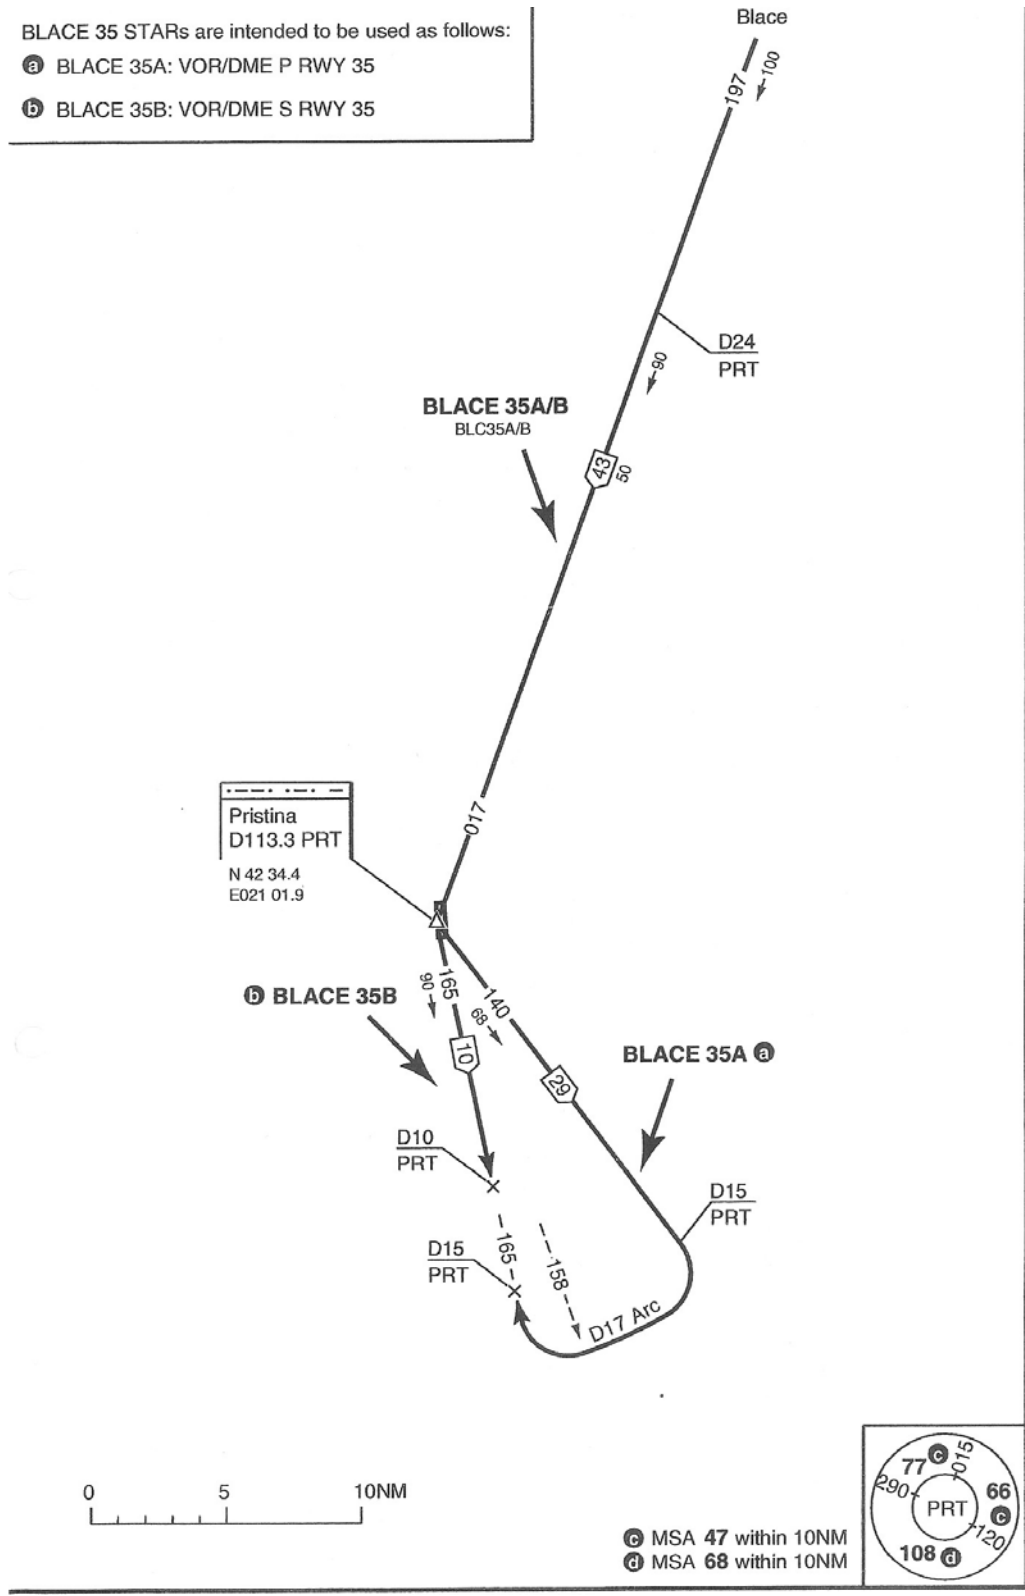 BLACE 35 STARs are intended to be used as follows:
a BLACE 35A: VOR/DME P RWY 35
b BLACE 35B: VOR/DME S RWY 35
Blace
197
100
D24
PRT
90
BLACE 35A/B
BLC35A/B
43
50
017
Pristina
D113.3 PRT
N 42 34.4
E021 01.9
165
90
140
68
b BLACE 35B
10
29
BLACE 35A a
D10
PRT
D15
PRT
D15
PRT
165
158
D17 Arc
0 5 10NM
c MSA 47 within 10NM
d MSA 68 within 10NM
77 c
015
290
66
c
PRT
120
108 d